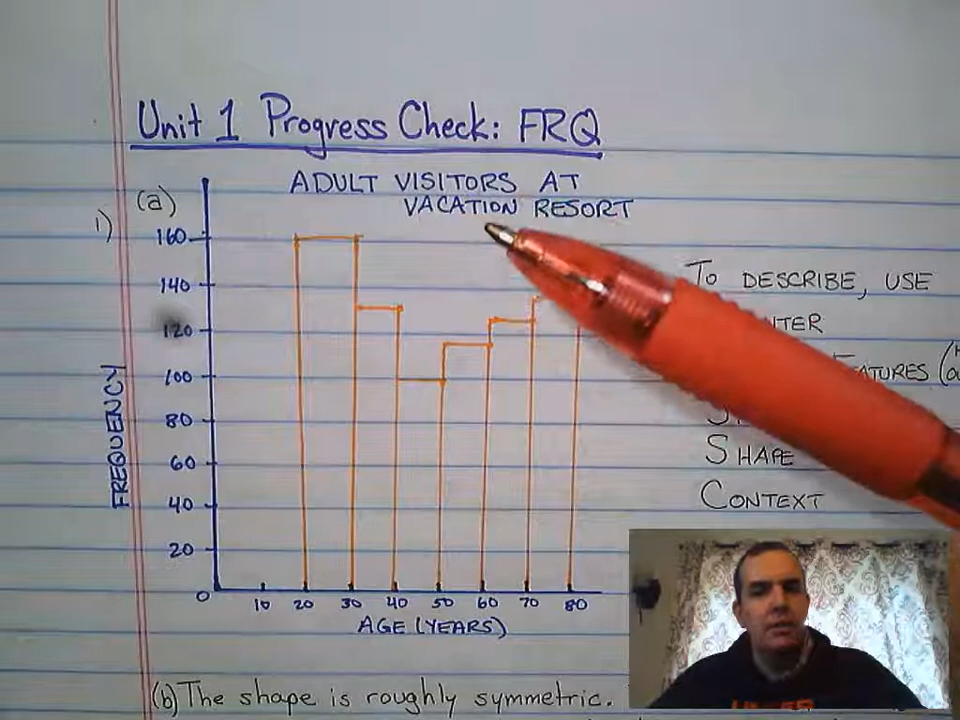 Unit 1 Progress Check: FRQ
ADULT VISITORS AT
VACATION RESORT
1) (a)
160
140
120
100
80
60
40
20
0
10 20 30 40 50 60 70 80
FREQUENCY
AGE (YEARS)
TO DESCRIBE, USE
SHAPE
CONTEXT
(b) The shape is roughly symmetric.